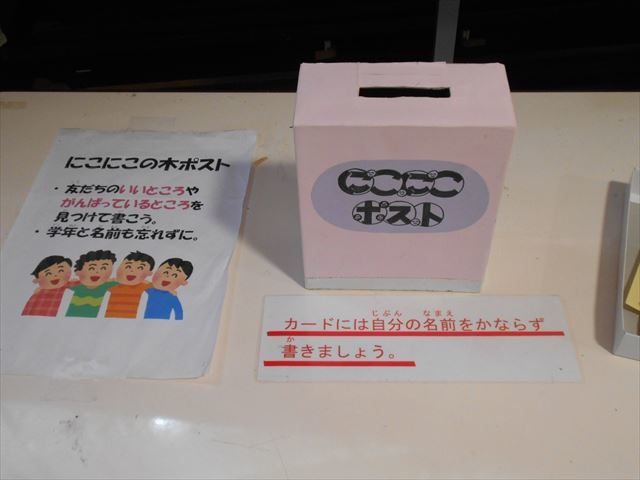 にこにこの木ポスト
・友だちのいいところや
がんばっているところを
見つけて書こう。
・学年と名前も忘れずに。
にこにこ
ポスト
じぶん なまえ
カードには自分の名前をかならず
か
書きましょう。